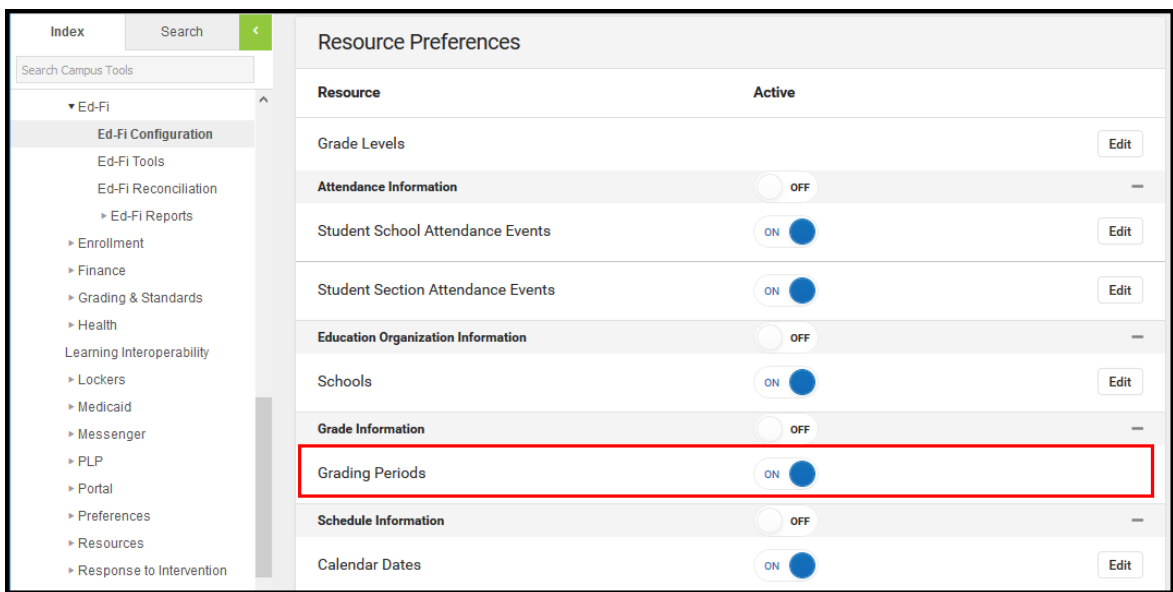 Index Search <
Search Campus Tools
Ed-Fi
Ed-Fi Configuration
Ed-Fi Tools
Ed-Fi Reconciliation
Ed-Fi Reports
Enrollment
Finance
Grading & Standards
Health
Learning Interoperability
Lockers
Medicaid
Messenger
PLP
Portal
Preferences
Resources
Response to Intervention
Resource Preferences
Resource Active
Grade Levels Edit
Attendance Information OFF
Student School Attendance Events ON Edit
Student Section Attendance Events ON Edit
Education Organization Information OFF
Schools ON Edit
Grade Information OFF
Grading Periods ON
Schedule Information OFF
Calendar Dates ON Edit